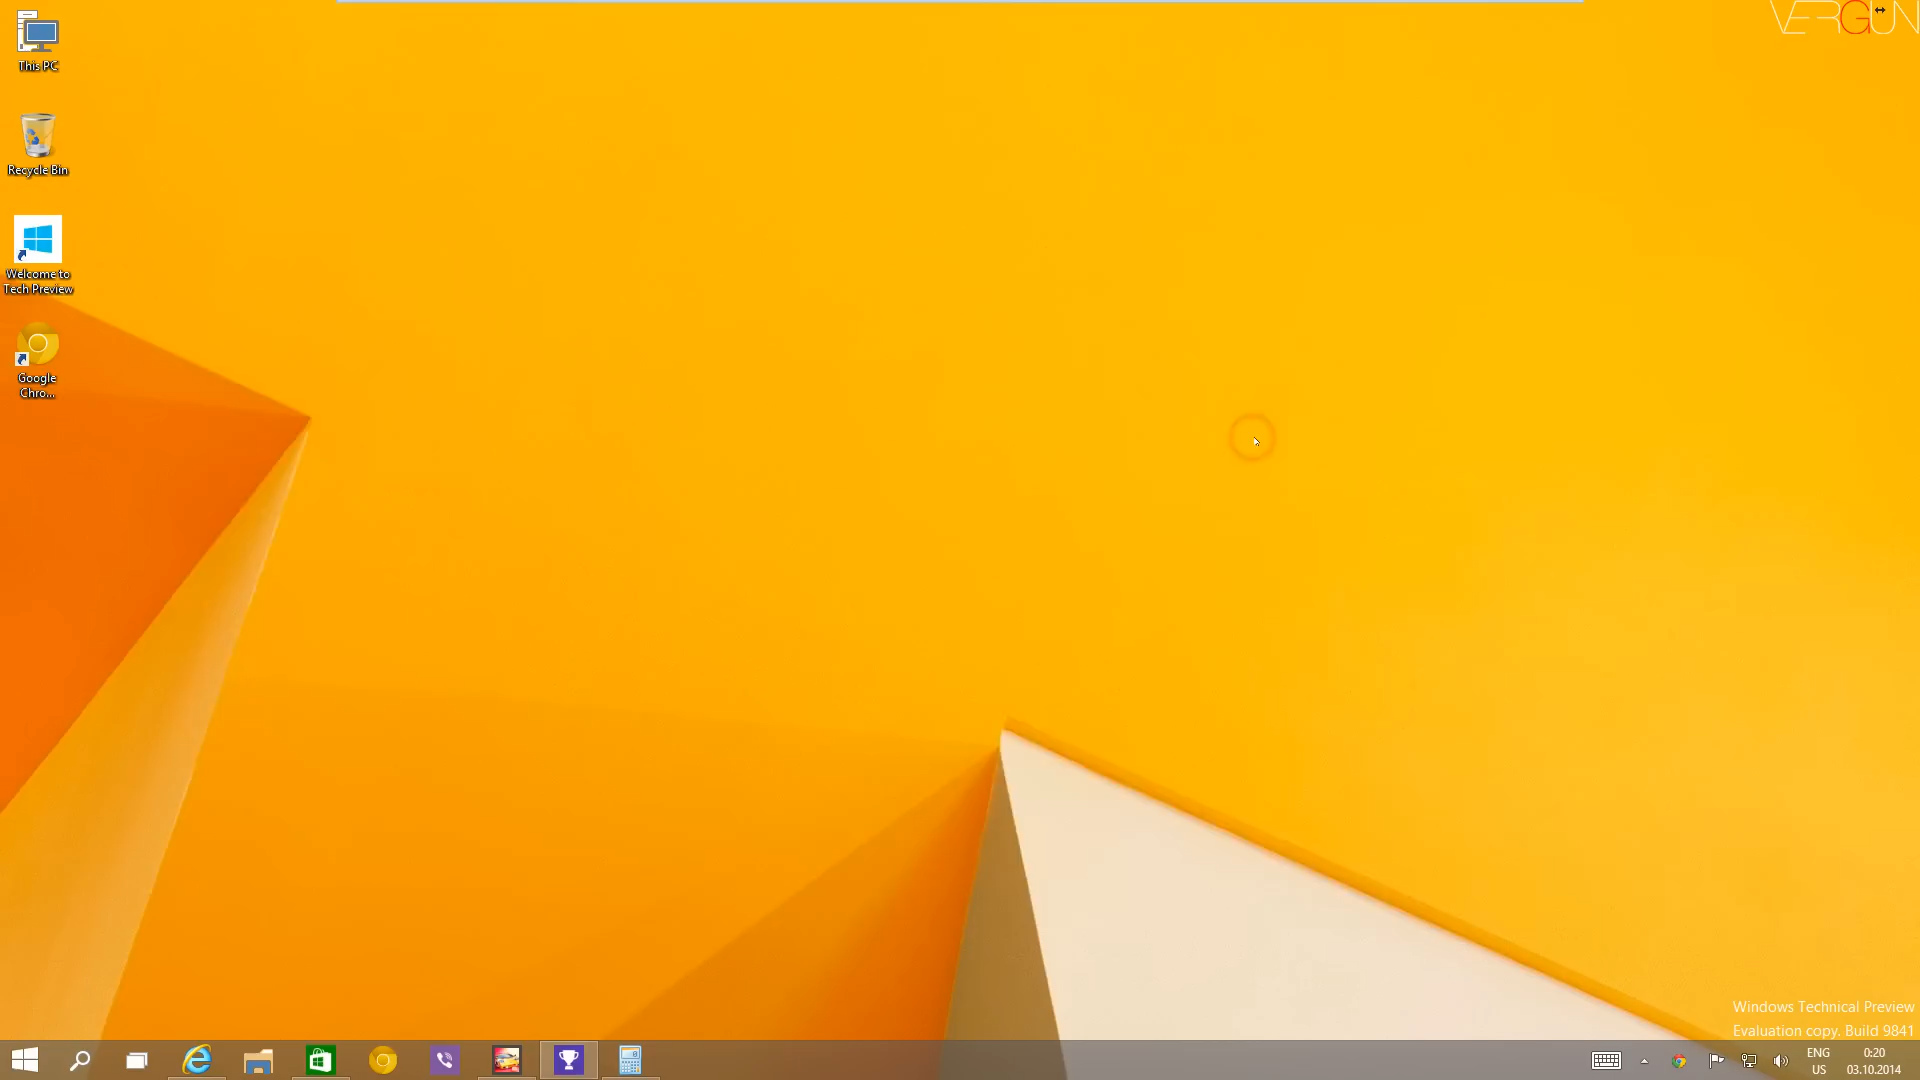 VERGUN
This PC
Recycle Bin
Welcome to
Tech Preview
Google
Chro...
Windows Technical Preview
Evaluation copy. Build 9841
ENG
US
0:20
03.10.2014